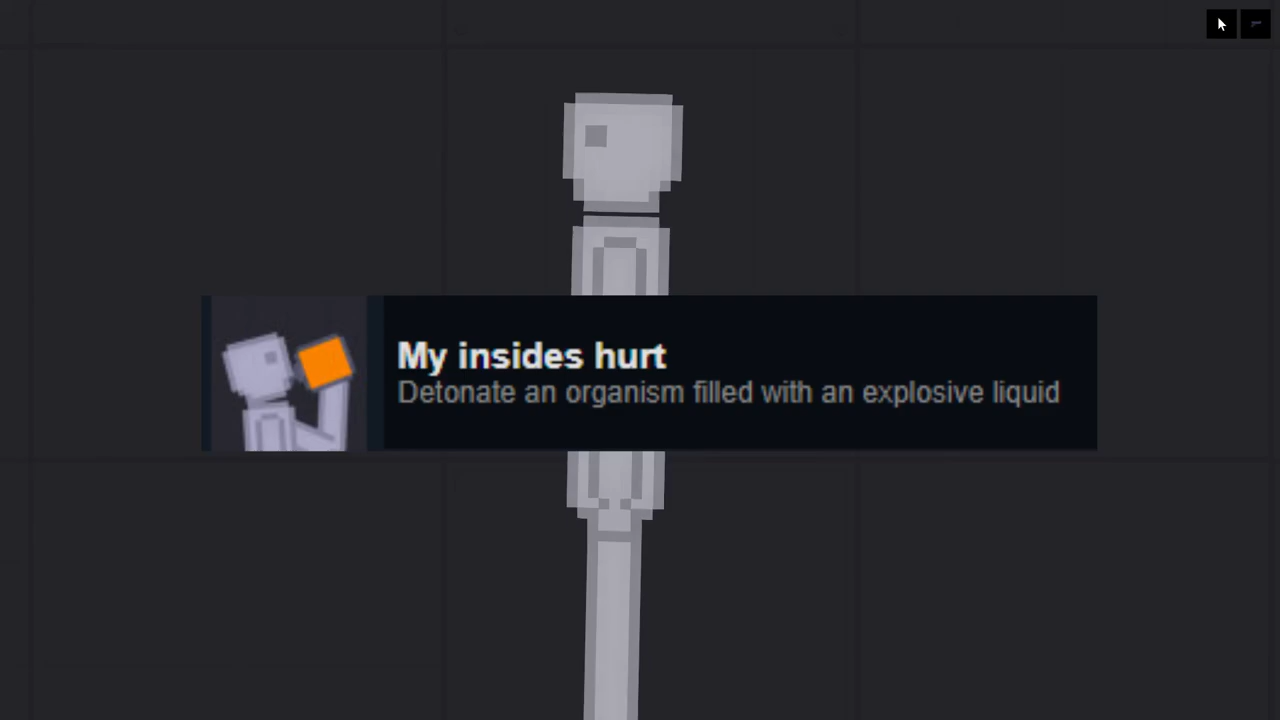 My insides hurt
Detonate an organism filled with an explosive liquid